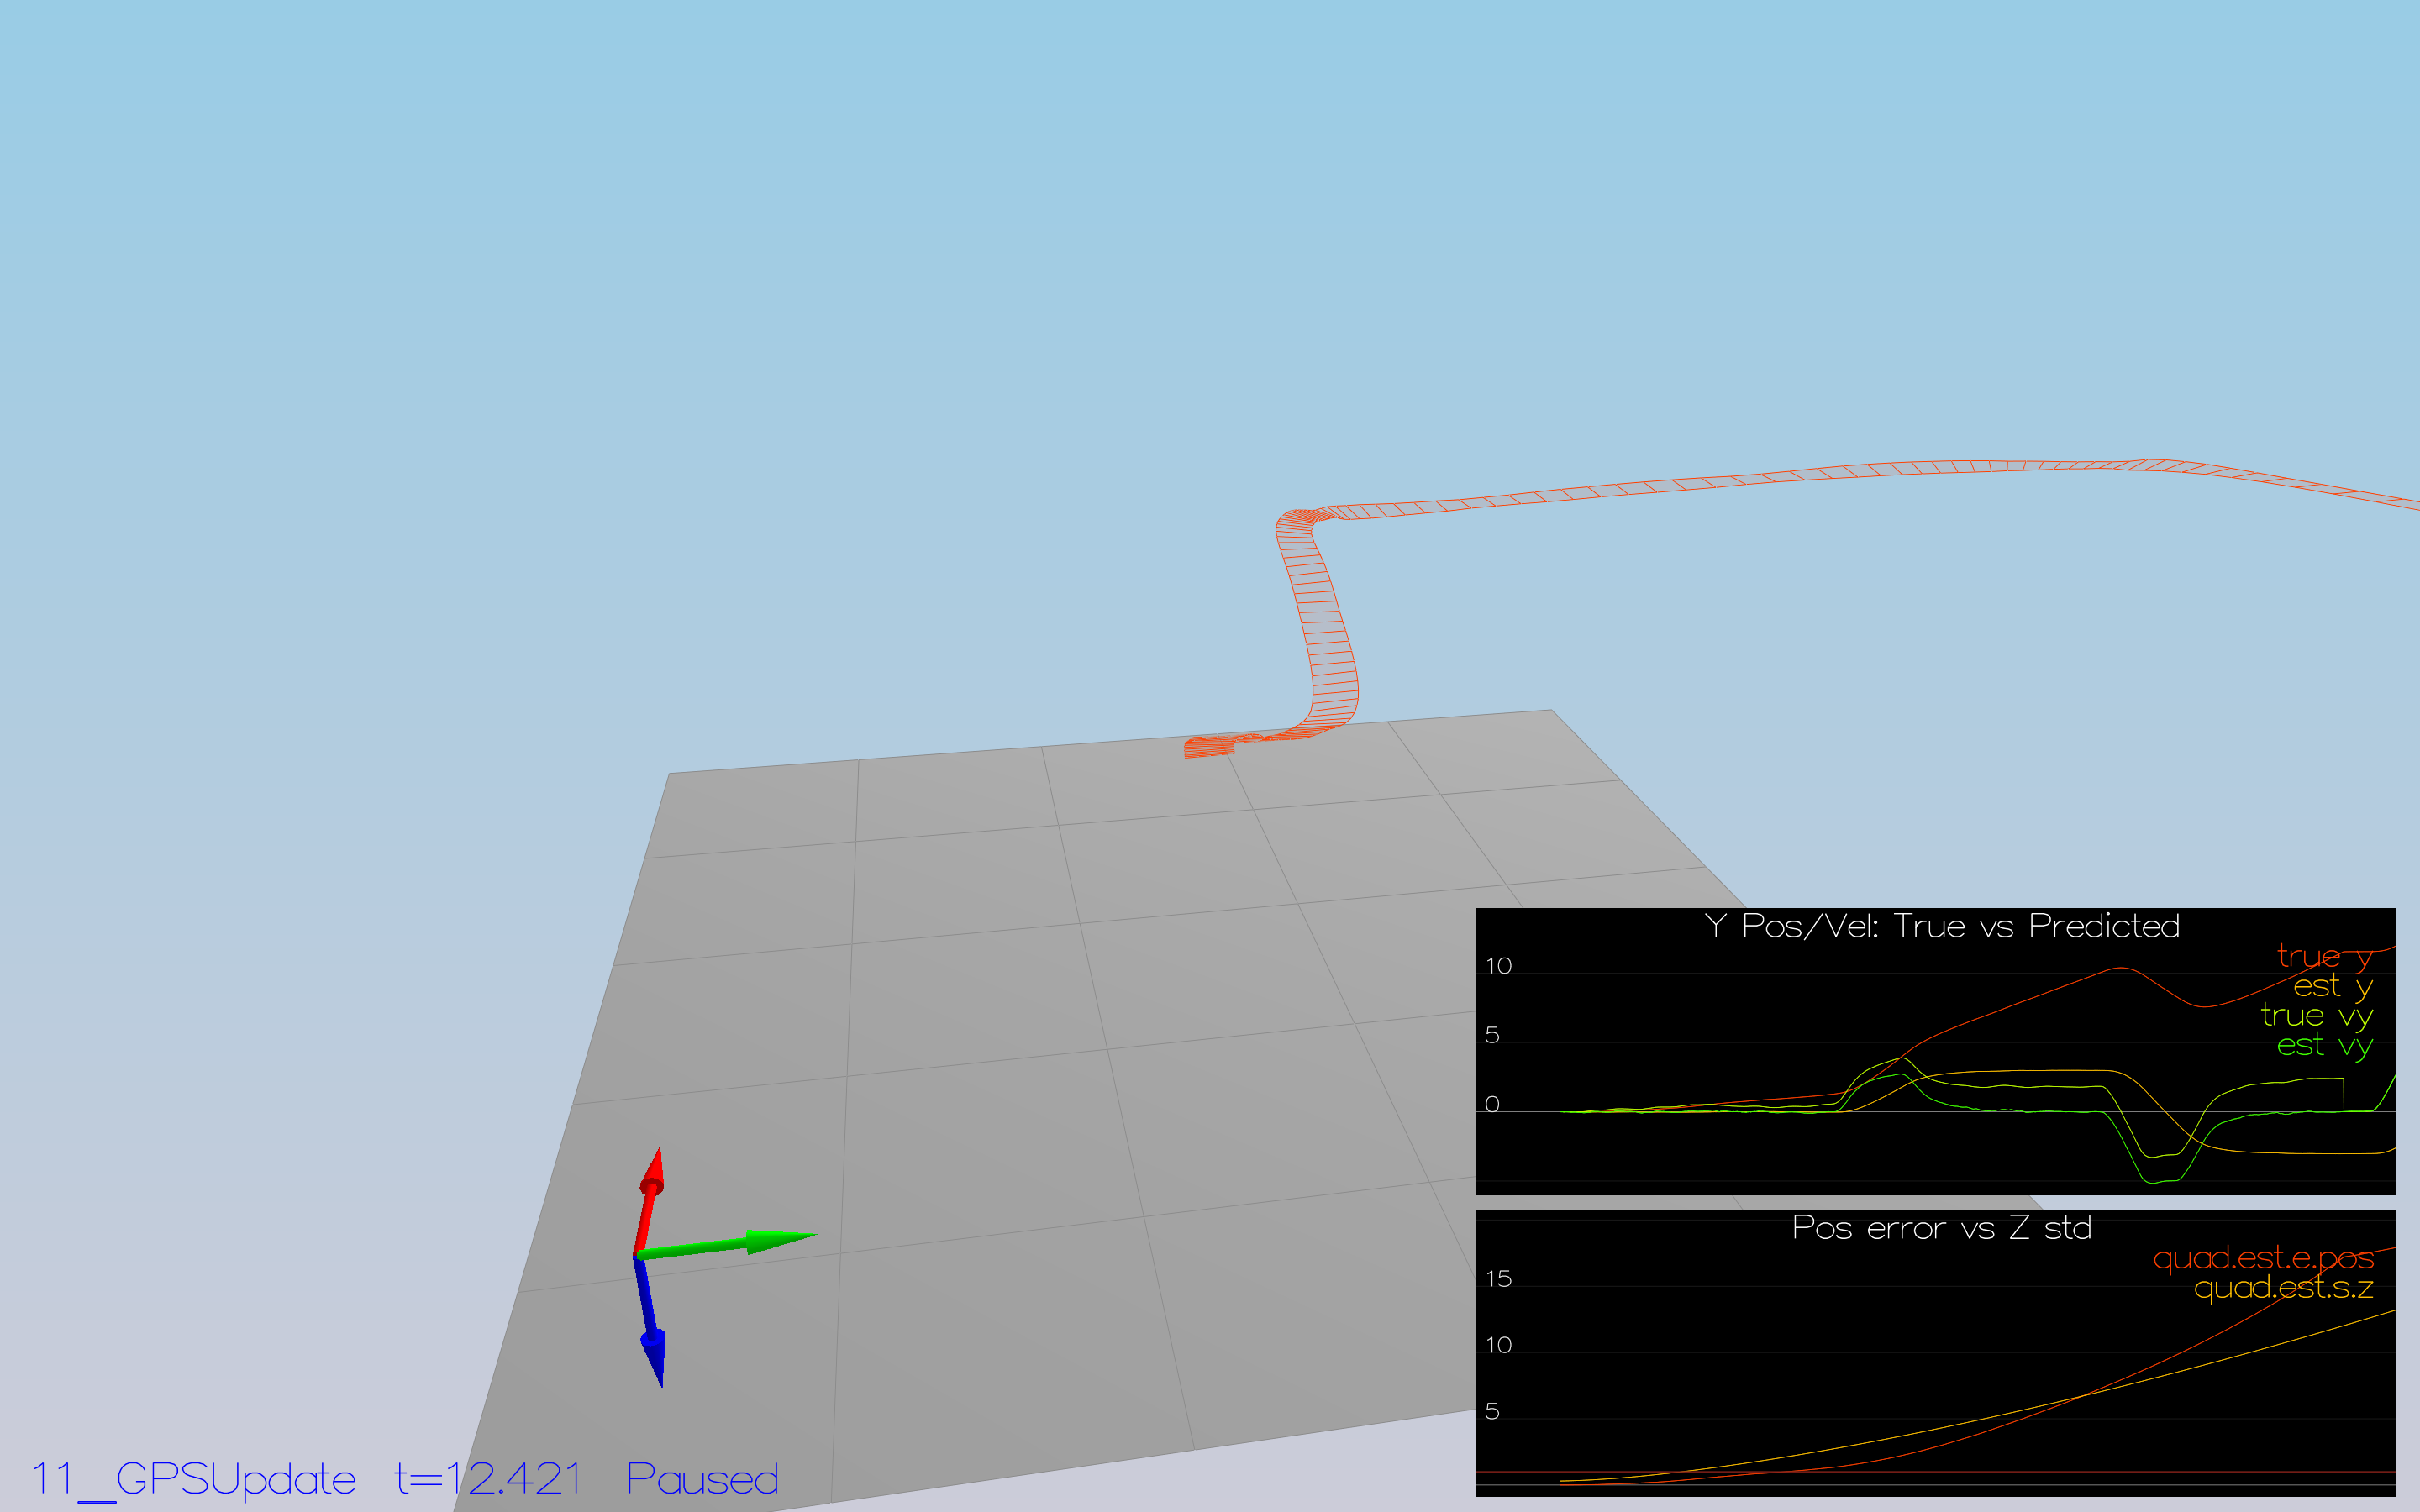 Y Pos/Vel: True vs Predicted
true y
10
est y
true vy
5
est vy
0
Pos error vs Z std
quad.est.e.pos
15
quad.est.s.z
10
5
11_GPSUpdate t=12.421 Paused